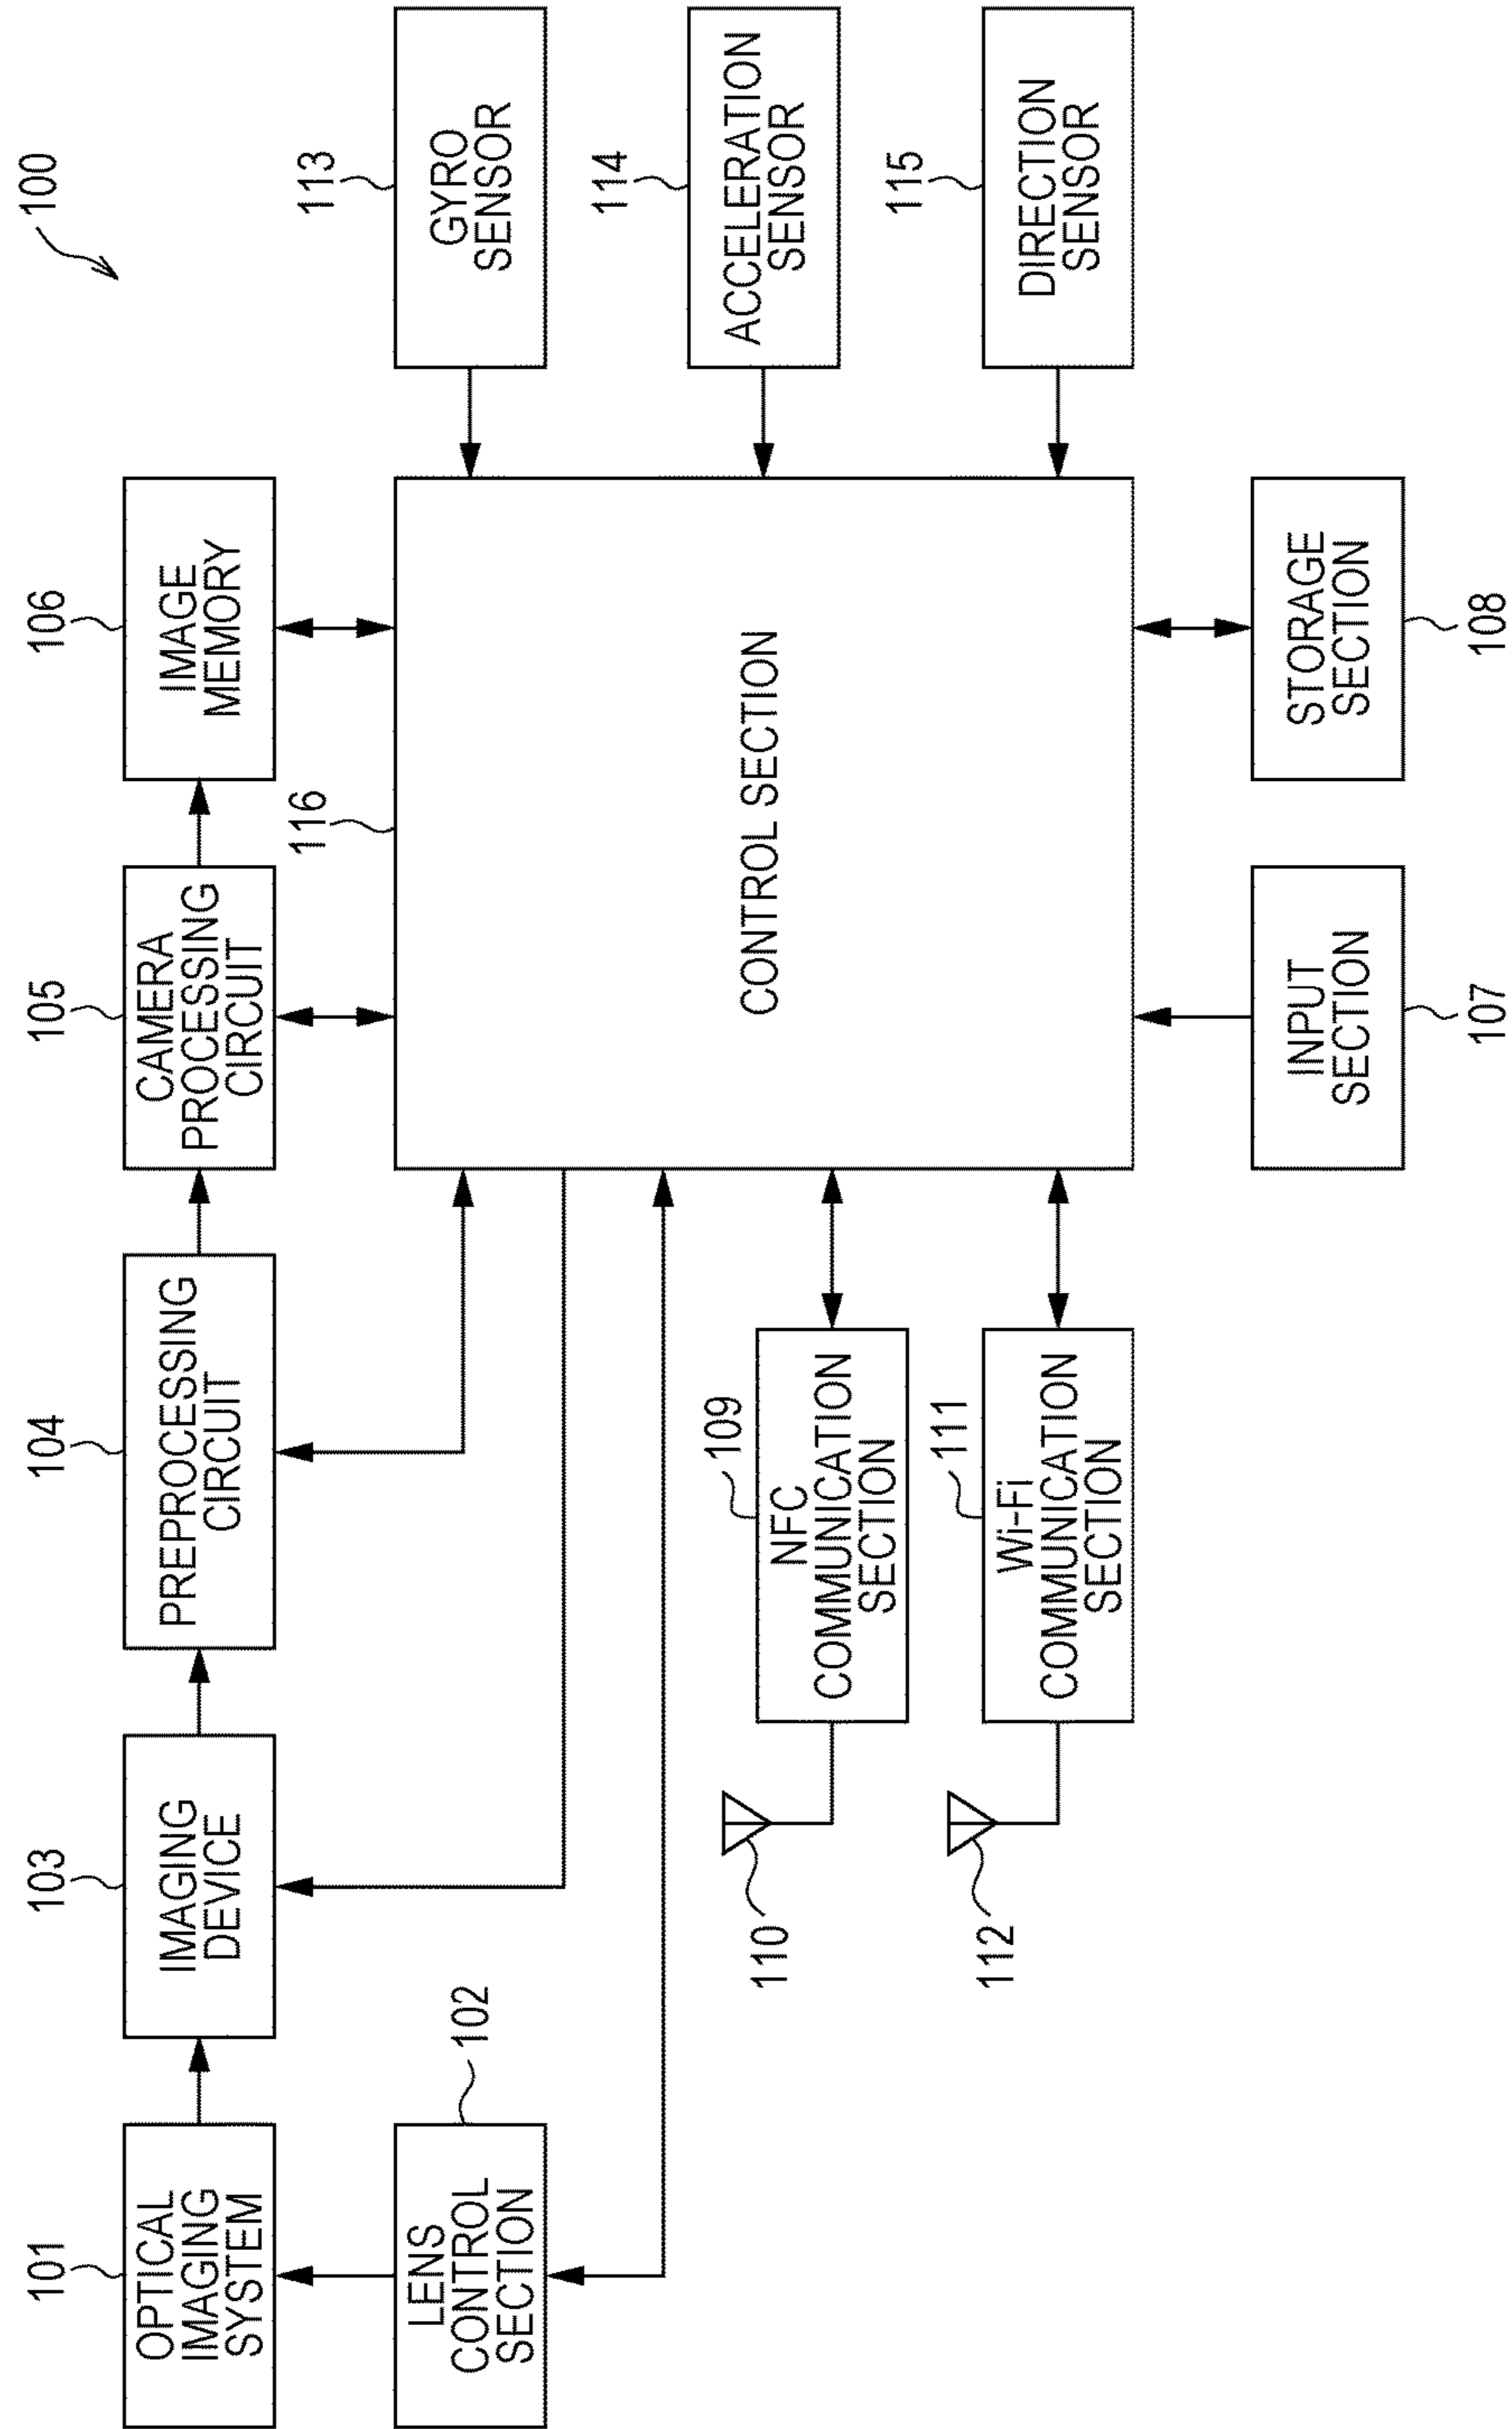 100
101
OPTICAL
IMAGING
SYSTEM
103
IMAGING
DEVICE
104
PREPROCESSING
CIRCUIT
105
CAMERA
PROCESSING
CIRCUIT
106
IMAGE
MEMORY
102
LENS
CONTROL
SECTION
116
CONTROL SECTION
113
GYRO
SENSOR
114
ACCELERATION
SENSOR
115
DIRECTION
SENSOR
109
NFC
COMMUNICATION
SECTION
110
111
Wi-Fi
COMMUNICATION
SECTION
112
INPUT
SECTION
107
STORAGE
SECTION
108